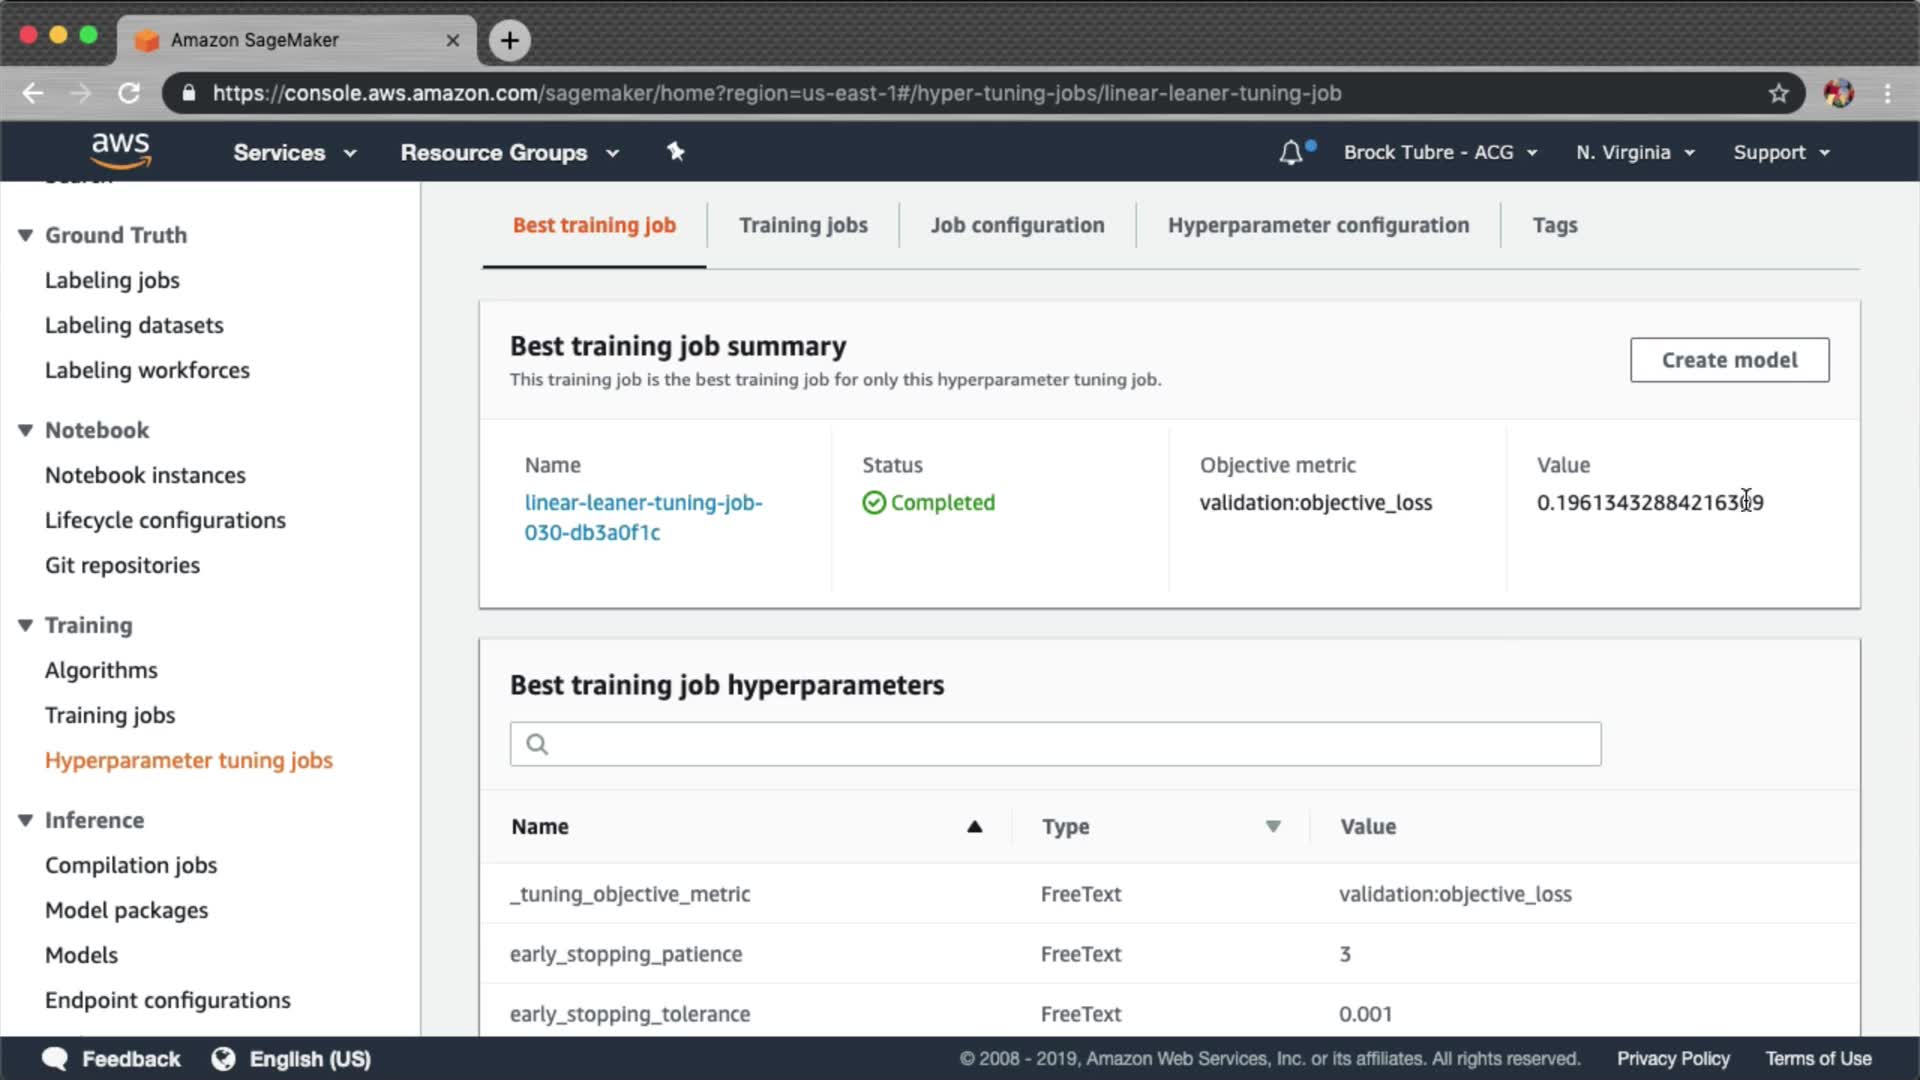 Amazon SageMaker
https://console.aws.amazon.com/sagemaker/home?region=us-east-1#/hyper-tuning-jobs/linear-leaner-tuning-job
aws
Services
Resource Groups
Brock Tubre - ACG
N. Virginia
Support
Ground Truth
Labeling jobs
Labeling datasets
Labeling workforces
Notebook
Notebook instances
Lifecycle configurations
Git repositories
Training
Algorithms
Training jobs
Hyperparameter tuning jobs
Inference
Compilation jobs
Model packages
Models
Endpoint configurations
Best training job
Training jobs
Job configuration
Hyperparameter configuration
Tags
Best training job summary
This training job is the best training job for only this hyperparameter tuning job.
Create model
Name
linear-leaner-tuning-job-
030-db3a0f1c
Status
Completed
Objective metric
validation:objective_loss
Value
Best training job hyperparameters
Name Type Value
_tuning_objective_metric FreeText validation:objective_loss
early_stopping_patience FreeText 3
early_stopping_tolerance FreeText 0.001
Feedback
English (US)
© 2008 - 2019, Amazon Web Services, Inc. or its affiliates. All rights reserved.
Privacy Policy
Terms of Use